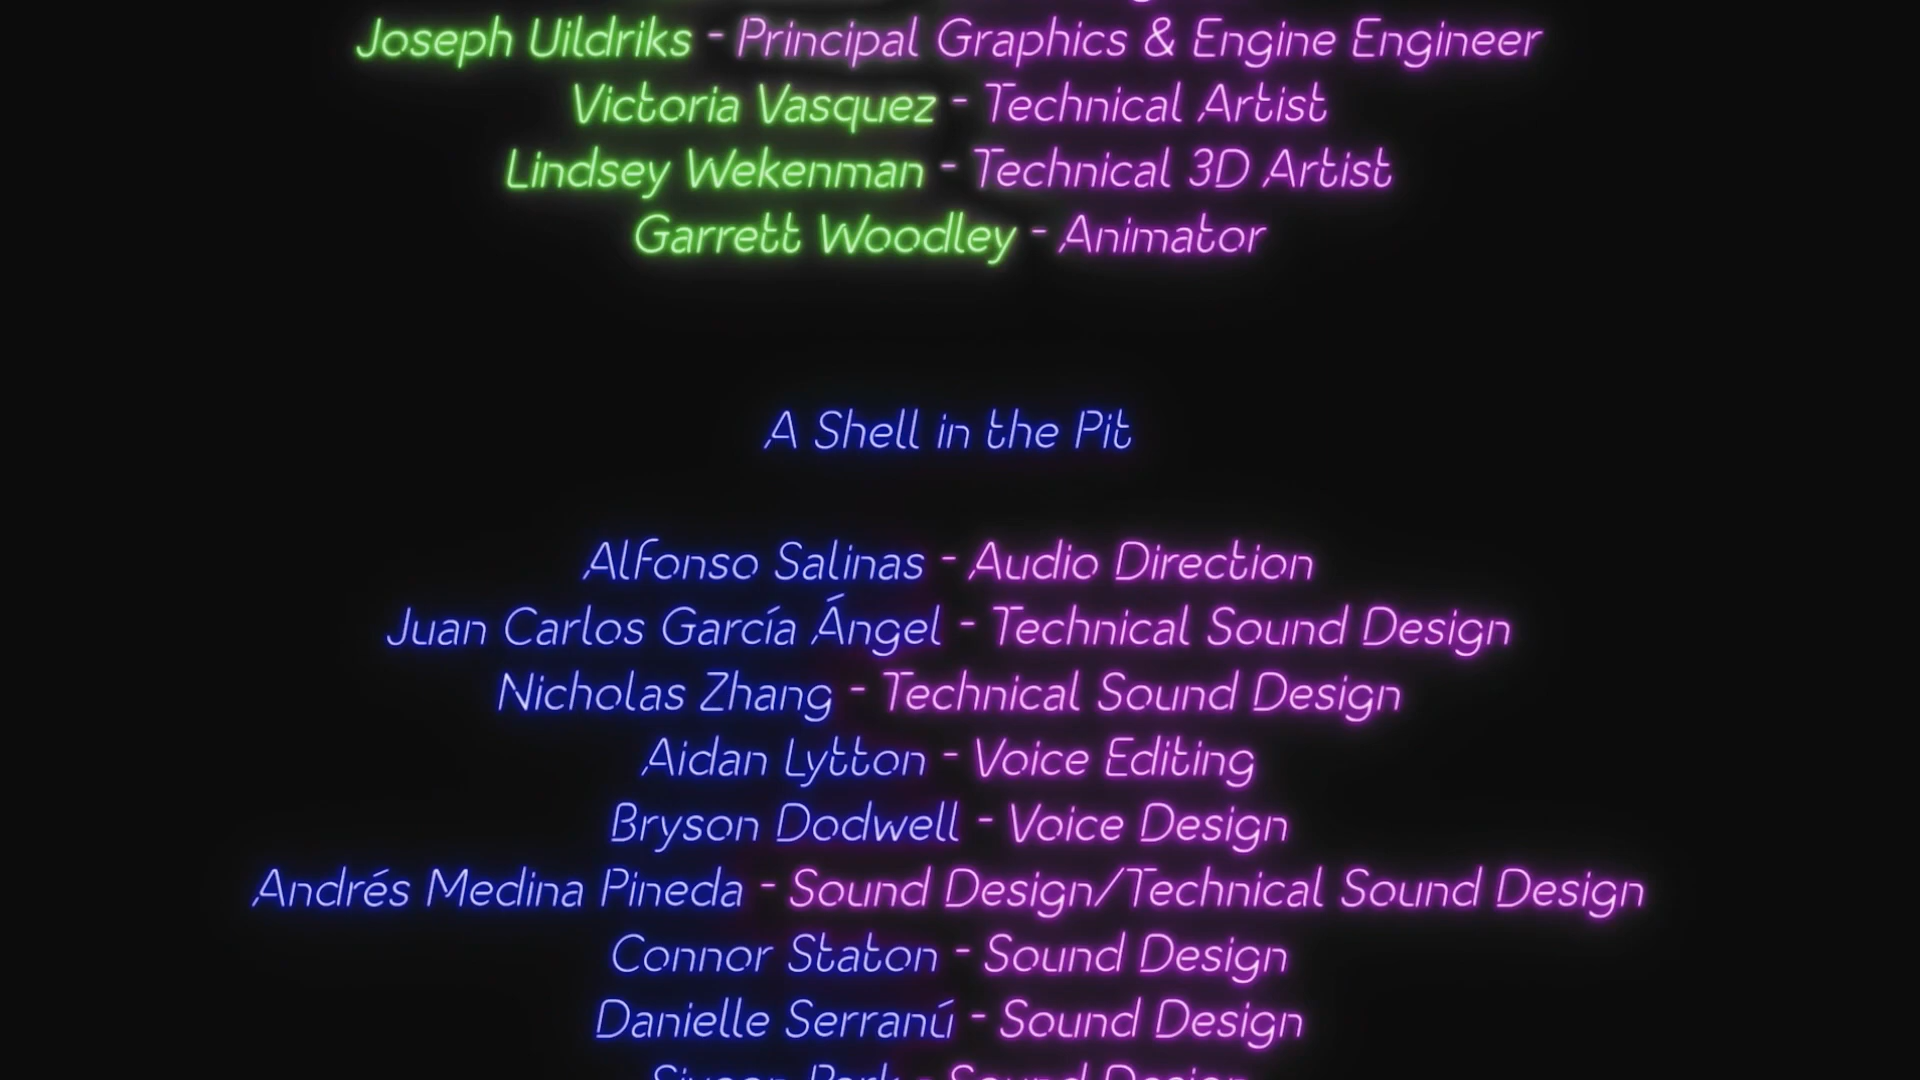 Joseph Uildriks - Principal Graphics & Engine Engineer
Victoria Vasquez - Technical Artist
Lindsey Wekenman - Technical 3D Artist
Garrett Woodley - Animator
A Shell in the Pit
Alfonso Salinas - Audio Direction
Juan Carlos García Ángel - Technical Sound Design
Nicholas Zhang - Technical Sound Design
Aidan Lytton - Voice Editing
Bryson Dodwell - Voice Design
Andrés Medina Pineda - Sound Design/Technical Sound Design
Connor Staton - Sound Design
Danielle Serranú - Sound Design
Park - Sound Design